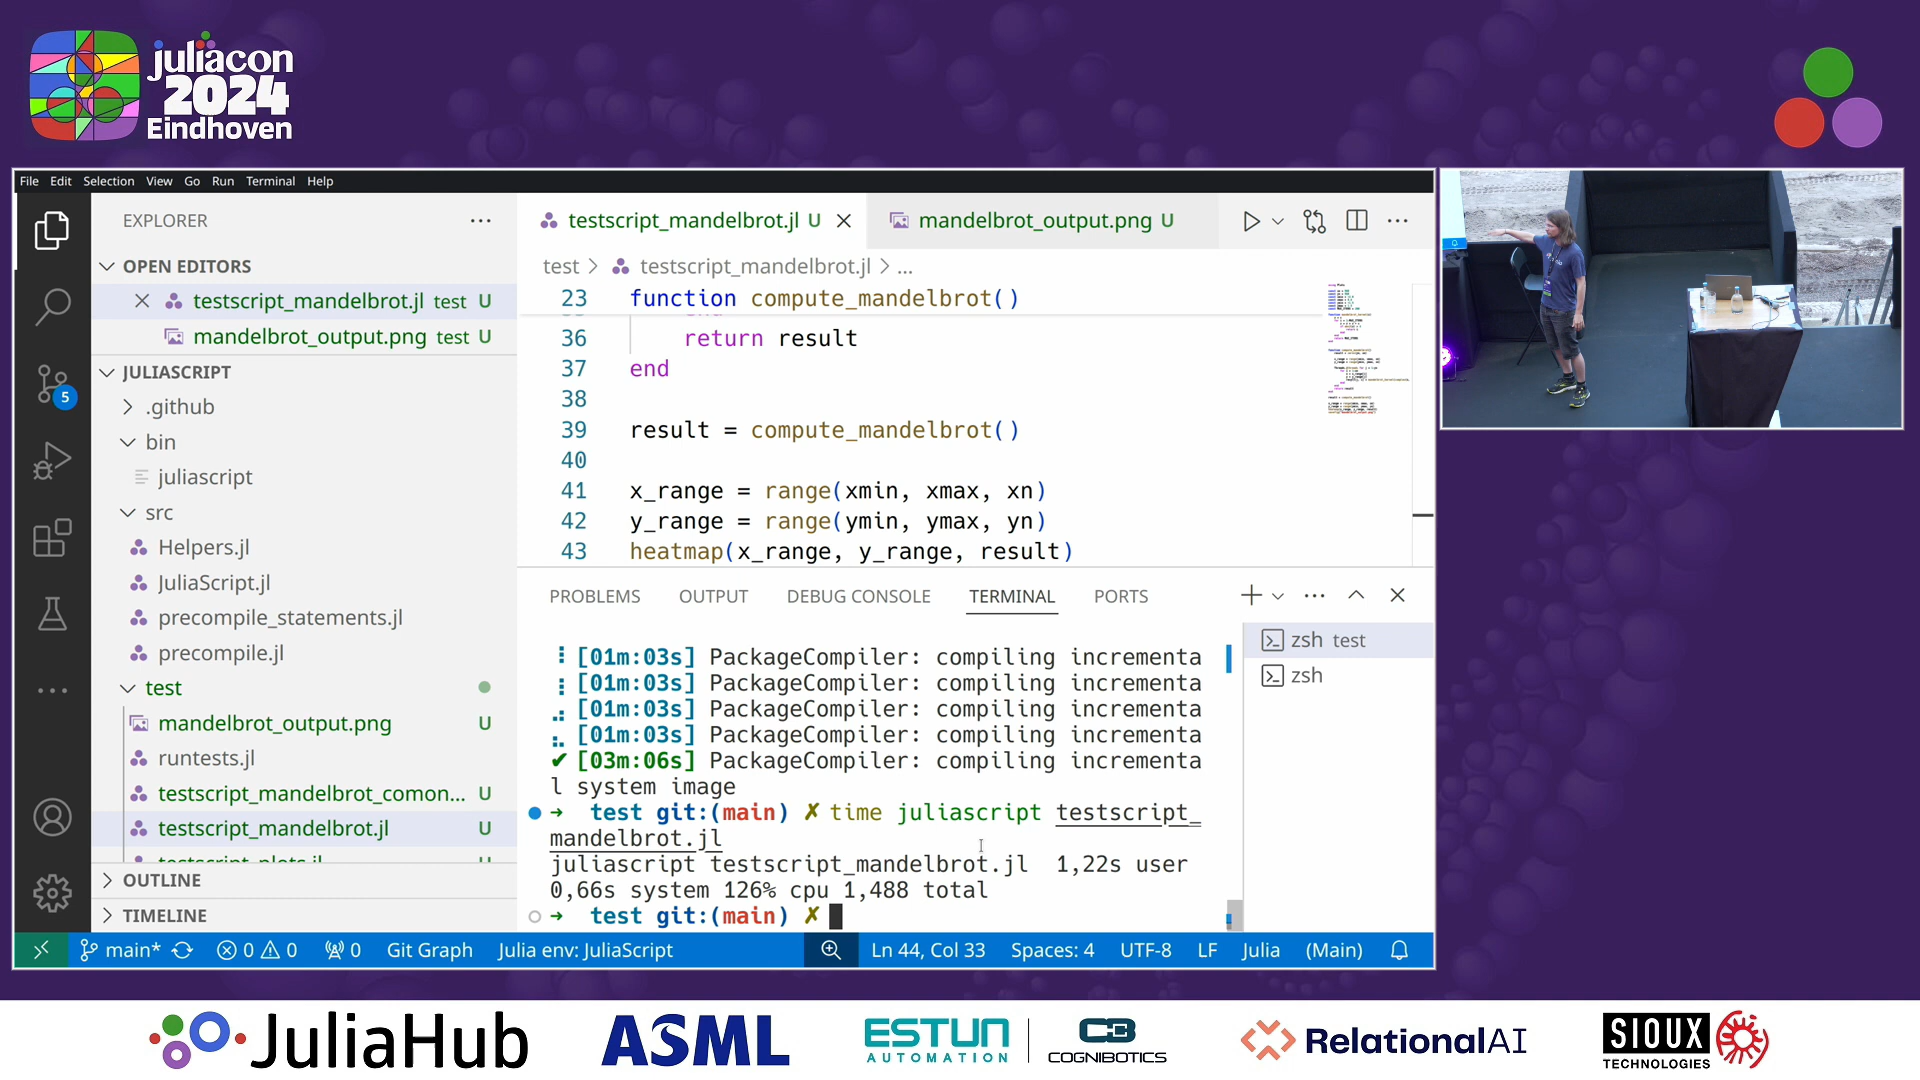 juliacon
2024
Eindhoven
File Edit Selection View Go Run Terminal Help
EXPLORER
OPEN EDITORS
testscript_mandelbrot.jl test U
mandelbrot_output.png test U
JULIASCRIPT
.github
bin
juliascript
src
Helpers.jl
JuliaScript.jl
precompile_statements.jl
precompile.jl
test
mandelbrot_output.png U
runtests.jl
testscript_mandelbrot_comon... U
testscript_mandelbrot.jl U
testscript_plots.jl U
OUTLINE
TIMELINE
5
testscript_mandelbrot.jl U
mandelbrot_output.png U
test > testscript_mandelbrot.jl > ...
23 function compute_mandelbrot()
36 return result
37 end
38
39 result = compute_mandelbrot()
40
41 x_range = range(xmin, xmax, xn)
42 y_range = range(ymin, ymax, yn)
43 heatmap(x_range, y_range, result)
PROBLEMS OUTPUT DEBUG CONSOLE TERMINAL PORTS
[01m:03s] PackageCompiler: compiling incrementa
[01m:03s] PackageCompiler: compiling incrementa
[01m:03s] PackageCompiler: compiling incrementa
[01m:03s] PackageCompiler: compiling incrementa
✔ [03m:06s] PackageCompiler: compiling incrementa
l system image
➜ test git:(main) ✗ time juliascript testscript_
mandelbrot.jl
juliascript testscript_mandelbrot.jl 1,22s user
0,66s system 126% cpu 1,488 total
➜ test git:(main) ✗
zsh test
zsh
main* 0 0 0 Git Graph Julia env: JuliaScript Ln 44, Col 33 Spaces: 4 UTF-8 LF Julia (Main)
JuliaHub
ASML
ESTUN
AUTOMATION
COGNIBOTICS
RelationalAI
SIOUX
TECHNOLOGIES